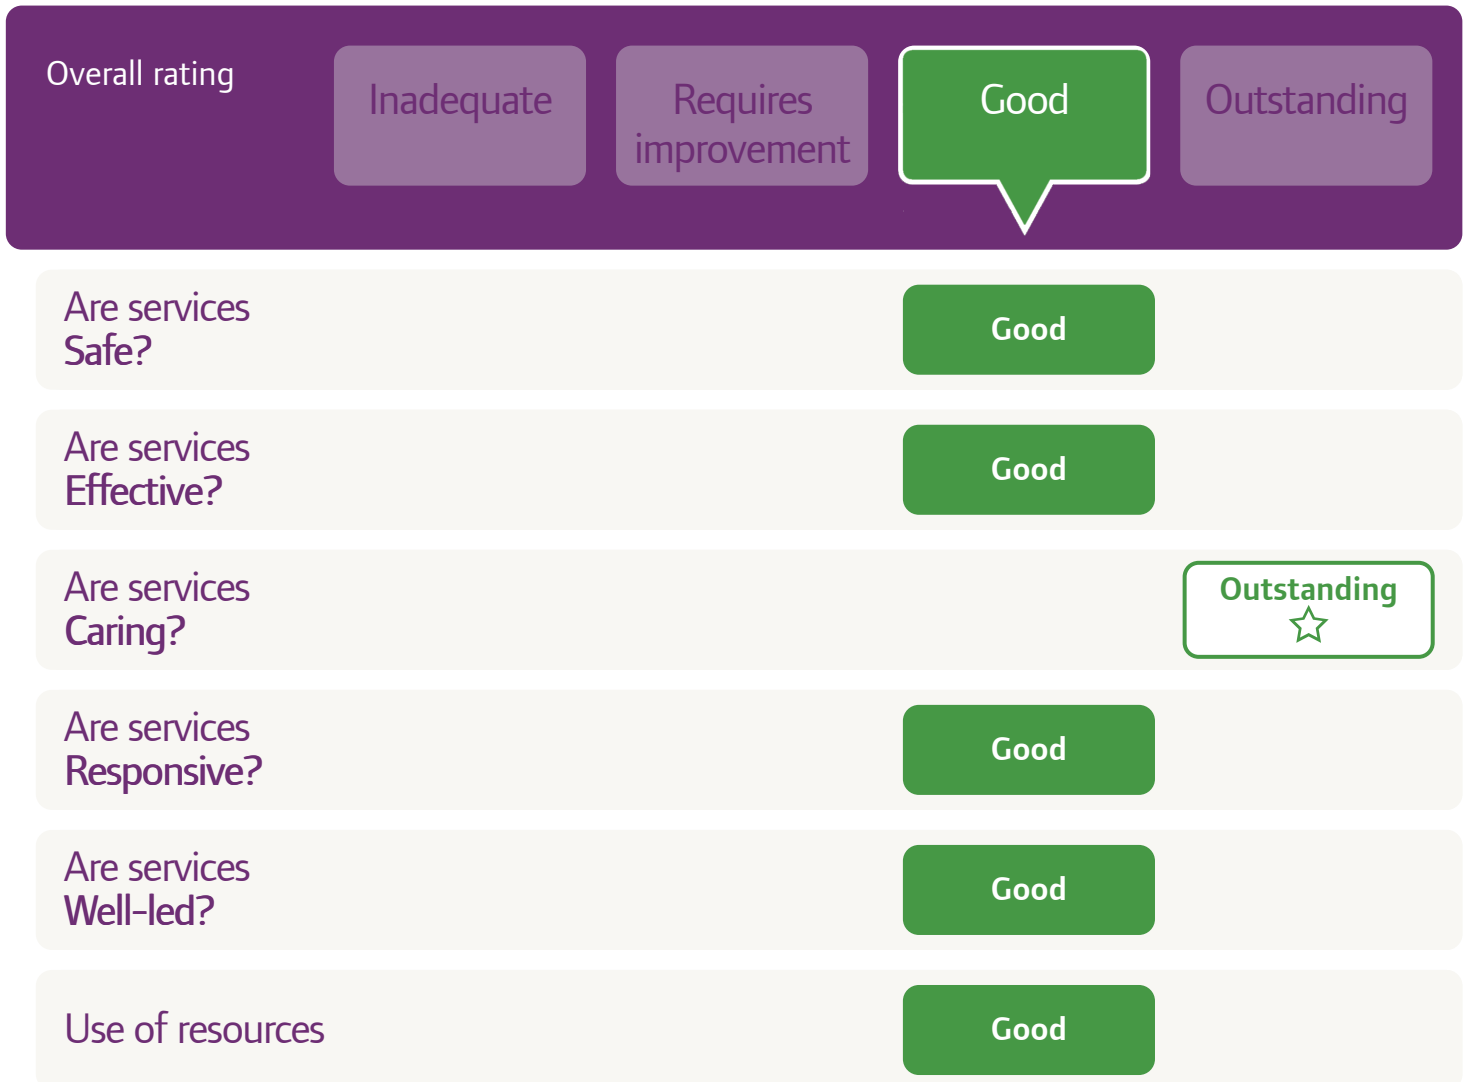 Overall rating
Inadequate
Requires
improvement
Good
Outstanding
Are services
Safe?
Good
Are services
Effective?
Good
Are services
Caring?
Outstanding
Are services
Responsive?
Good
Are services
Well-led?
Good
Use of resources
Good